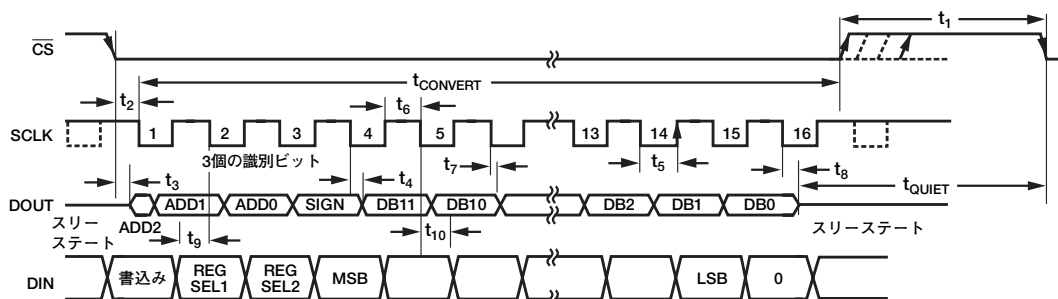 t1
CS
tCONVERT
t2
t6
SCLK
1
2
3
4
5
13
14
15
16
3個の識別ビット
t7
t5
t8
t3
t4
tQUIET
DOUT
ADD1
ADD0
SIGN
DB11
DB10
DB2
DB1
DB0
スリー
ステート
ADD2
t9
t10
スリーステート
DIN
書込み
REG
SEL1
REG
SEL2
MSB
LSB
0